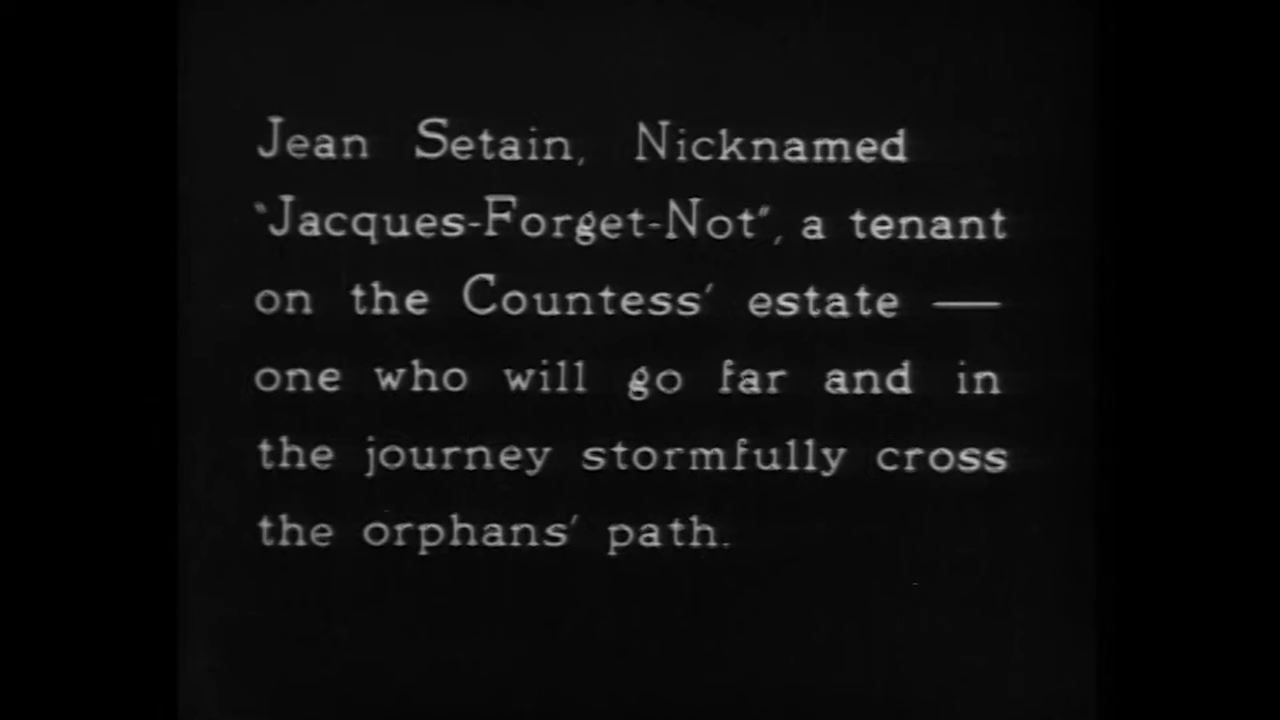 Jean Setain, Nicknamed
"Jacques-Forget-Not", a tenant
on the Countess' estate —
one who will go far and in
the journey stormfully cross
the orphans' path.